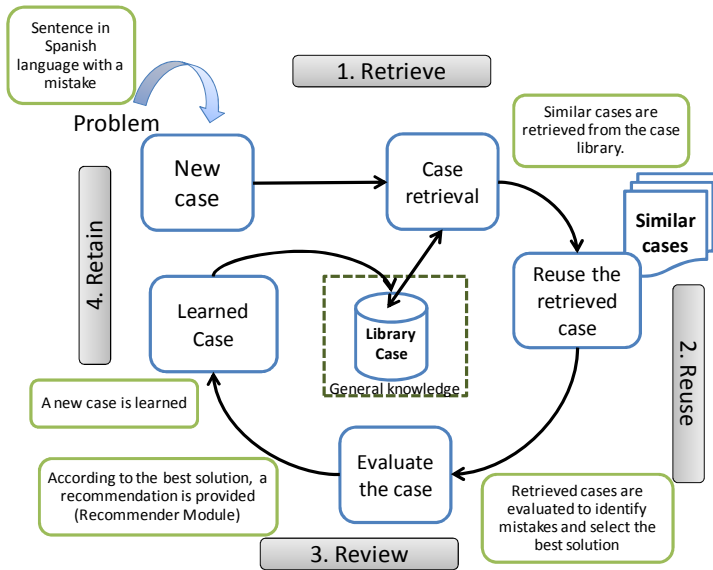 Sentence in
Spanish
language with a
mistake
1. Retrieve
Problem
Similar cases are
retrieved from the case
library.
New
case
Case
retrieval
Similar
cases
4. Retain
Reuse the
retrieved
case
Learned
Case
Library
Case
General knowledge
2. Reuse
A new case is learned
Evaluate
the case
According to the best solution, a
recommendation is provided
(Recommender Module)
Retrieved cases are
evaluated to identify
mistakes and select the
best solution
3. Review